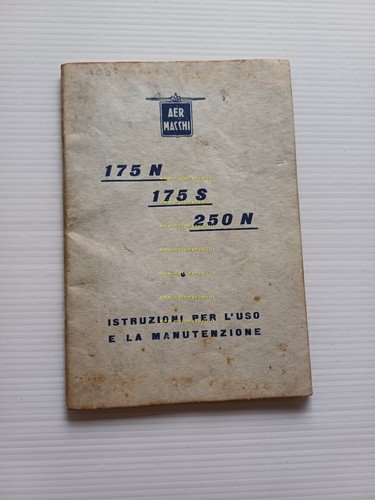 AER
MACCHI
175 N
175 S
250 N
ISTRUZIONI PER L'USO
E LA MANUTENZIONE